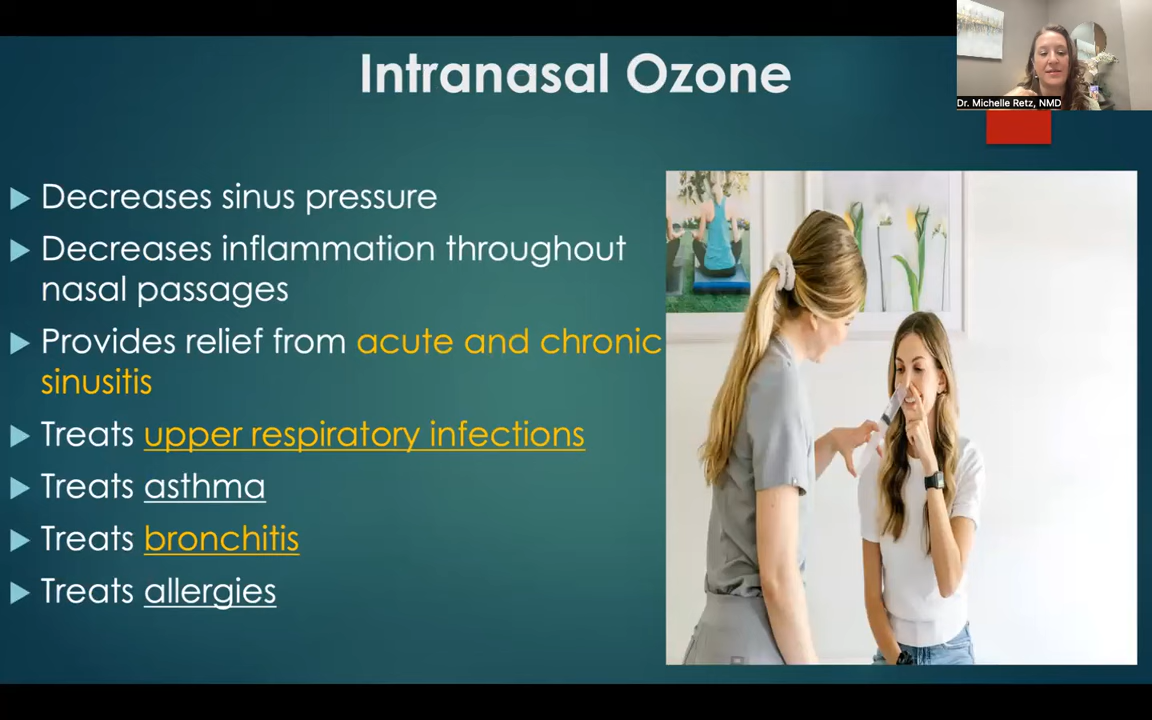 Intranasal Ozone
Dr. Michelle Retz, NMD
Decreases sinus pressure
Decreases inflammation throughout
nasal passages
Provides relief from acute and chronic
sinusitis
Treats upper respiratory infections
Treats asthma
Treats bronchitis
Treats allergies